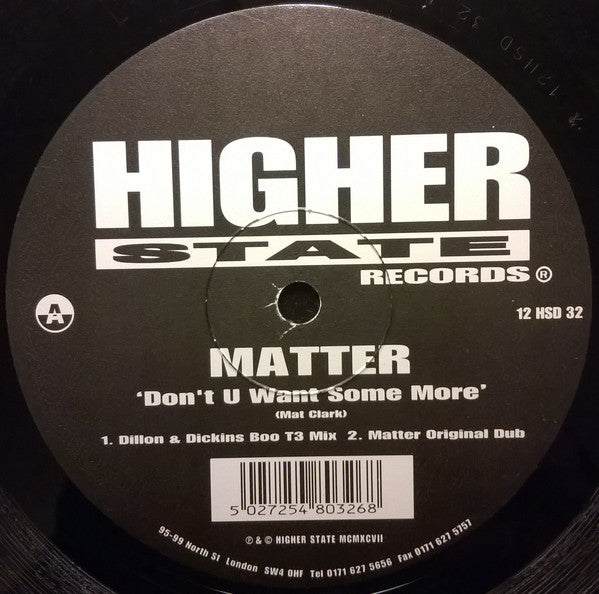 * 12HSD 32
HIGHER
STATE
RECORDS ®
A
12 HSD 32
MATTER
'Don't U Want Some More'
(Mat Clark)
1. Dillon & Dickins Boo T3 Mix 2. Matter Original Dub
5 027254 803268
℗ & © HIGHER STATE MCMXCVII
95-99 North St London SW4 0HF Tel 0171 627 5656 Fax 0171 627 5757